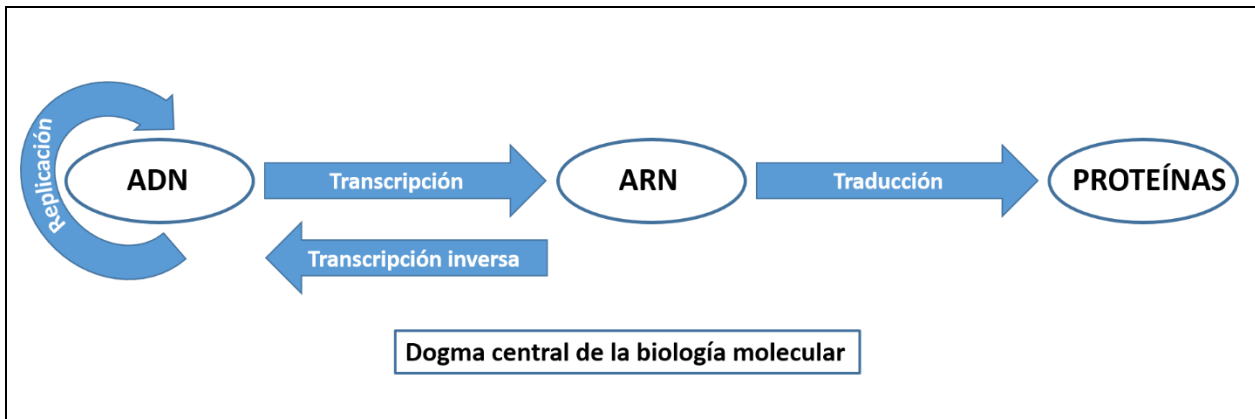 Replicación
ADN
Transcripción
ARN
Traducción
PROTEÍNAS
Transcripción inversa
Dogma central de la biología molecular